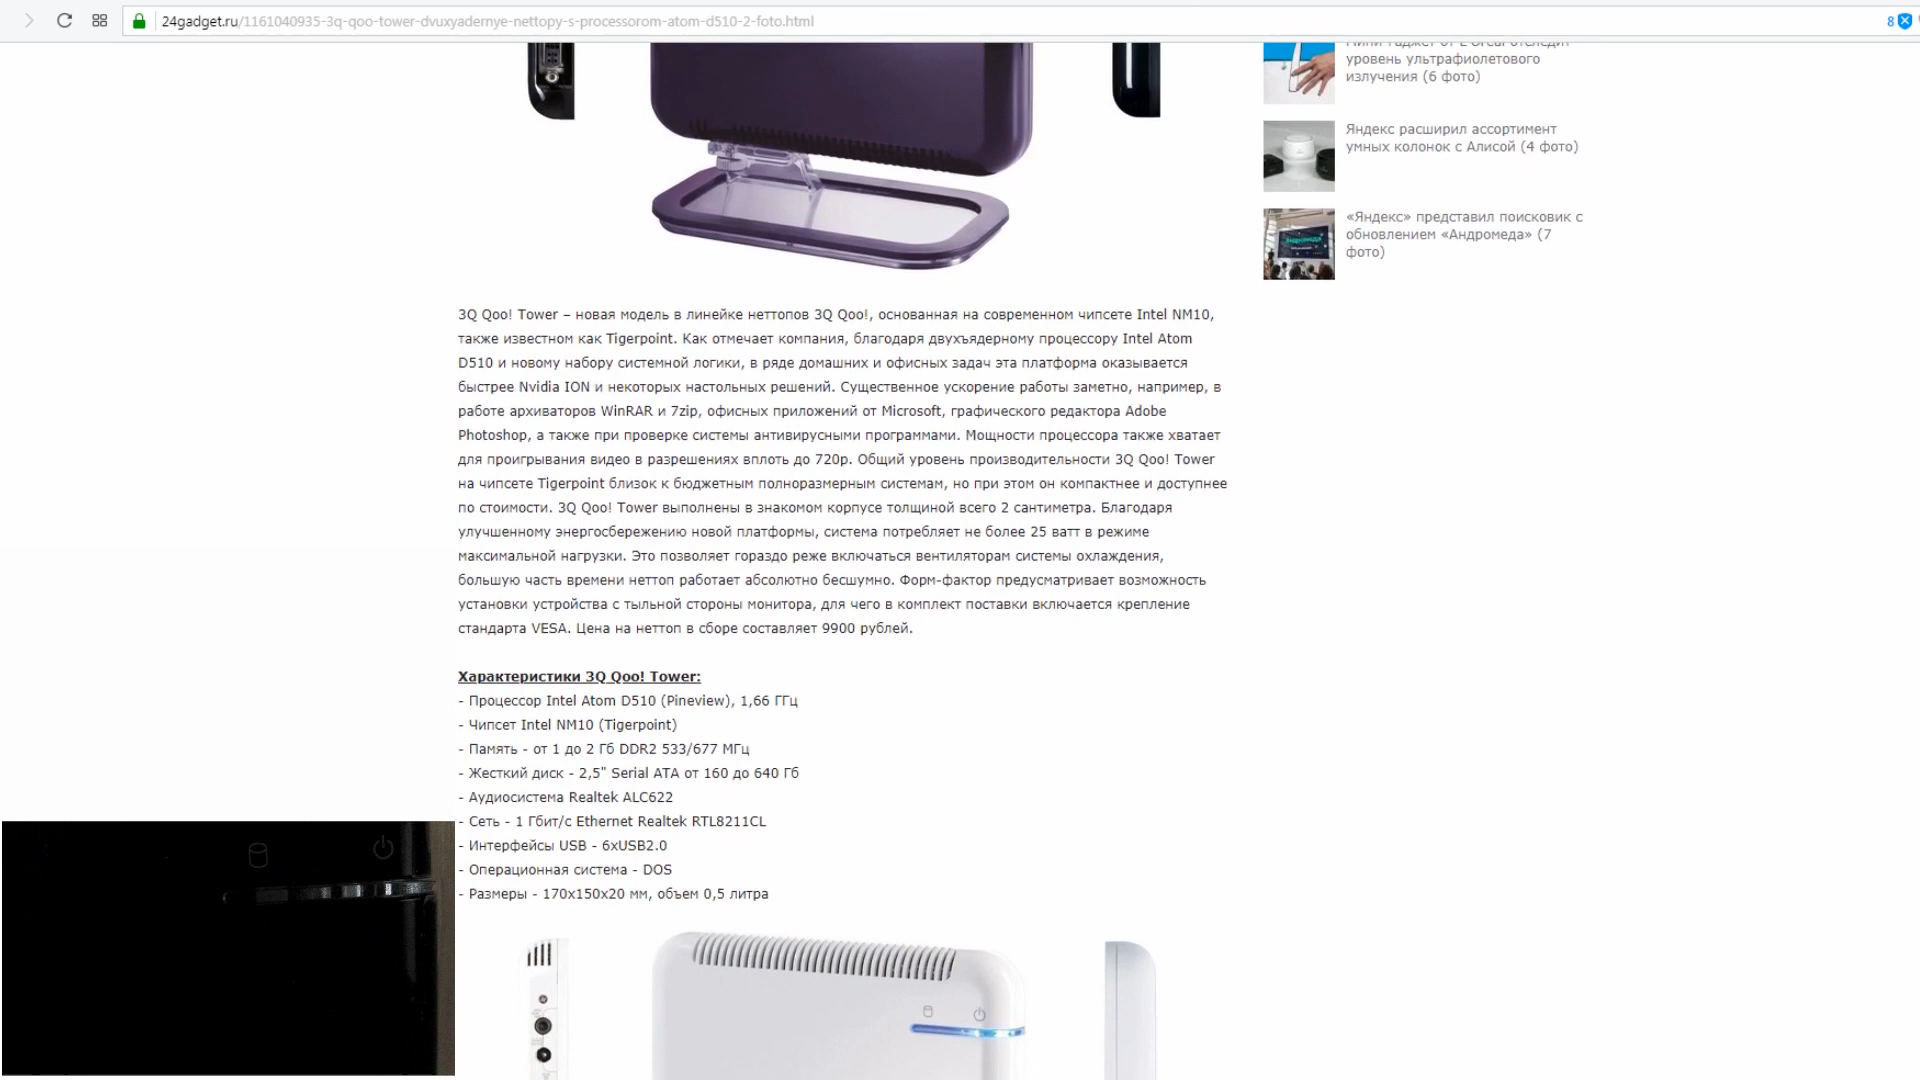 24gadget.ru/1161040935-3q-qoo-tower-dvuxyadernye-nettopy-s-processorom-atom-d510-2-foto.html
8
уровень ультрафиолетового
излучения (6 фото)
Яндекс расширил ассортимент
умных колонок с Алисой (4 фото)
«Яндекс» представил поисковик с
обновлением «Андромеда» (7
фото)
3Q Qoo! Tower – новая модель в линейке неттопов 3Q Qoo!, основанная на современном чипсете Intel NM10,
также известном как Tigerpoint. Как отмечает компания, благодаря двухъядерному процессору Intel Atom
D510 и новому набору системной логики, в ряде домашних и офисных задач эта платформа оказывается
быстрее Nvidia ION и некоторых настольных решений. Существенное ускорение работы заметно, например, в
работе архиваторов WinRAR и 7zip, офисных приложений от Microsoft, графического редактора Adobe
Photoshop, а также при проверке системы антивирусными программами. Мощности процессора также хватает
для проигрывания видео в разрешениях вплоть до 720p. Общий уровень производительности 3Q Qoo! Tower
на чипсете Tigerpoint близок к бюджетным полноразмерным системам, но при этом он компактнее и доступнее
по стоимости. 3Q Qoo! Tower выполнены в знакомом корпусе толщиной всего 2 сантиметра. Благодаря
улучшенному энергосбережению новой платформы, система потребляет не более 25 ватт в режиме
максимальной нагрузки. Это позволяет гораздо реже включаться вентиляторам системы охлаждения,
большую часть времени неттоп работает абсолютно бесшумно. Форм-фактор предусматривает возможность
установки устройства с тыльной стороны монитора, для чего в комплект поставки включается крепление
стандарта VESA. Цена на неттоп в сборе составляет 9900 рублей.
Характеристики 3Q Qoo! Tower:
- Процессор Intel Atom D510 (Pineview), 1,66 ГГц
- Чипсет Intel NM10 (Tigerpoint)
- Память - от 1 до 2 Гб DDR2 533/677 МГц
- Жесткий диск - 2,5" Serial ATA от 160 до 640 Гб
- Аудиосистема Realtek ALC622
- Сеть - 1 Гбит/с Ethernet Realtek RTL8211CL
- Интерфейсы USB - 6xUSB2.0
- Операционная система - DOS
- Размеры - 170x150x20 мм, объем 0,5 литра